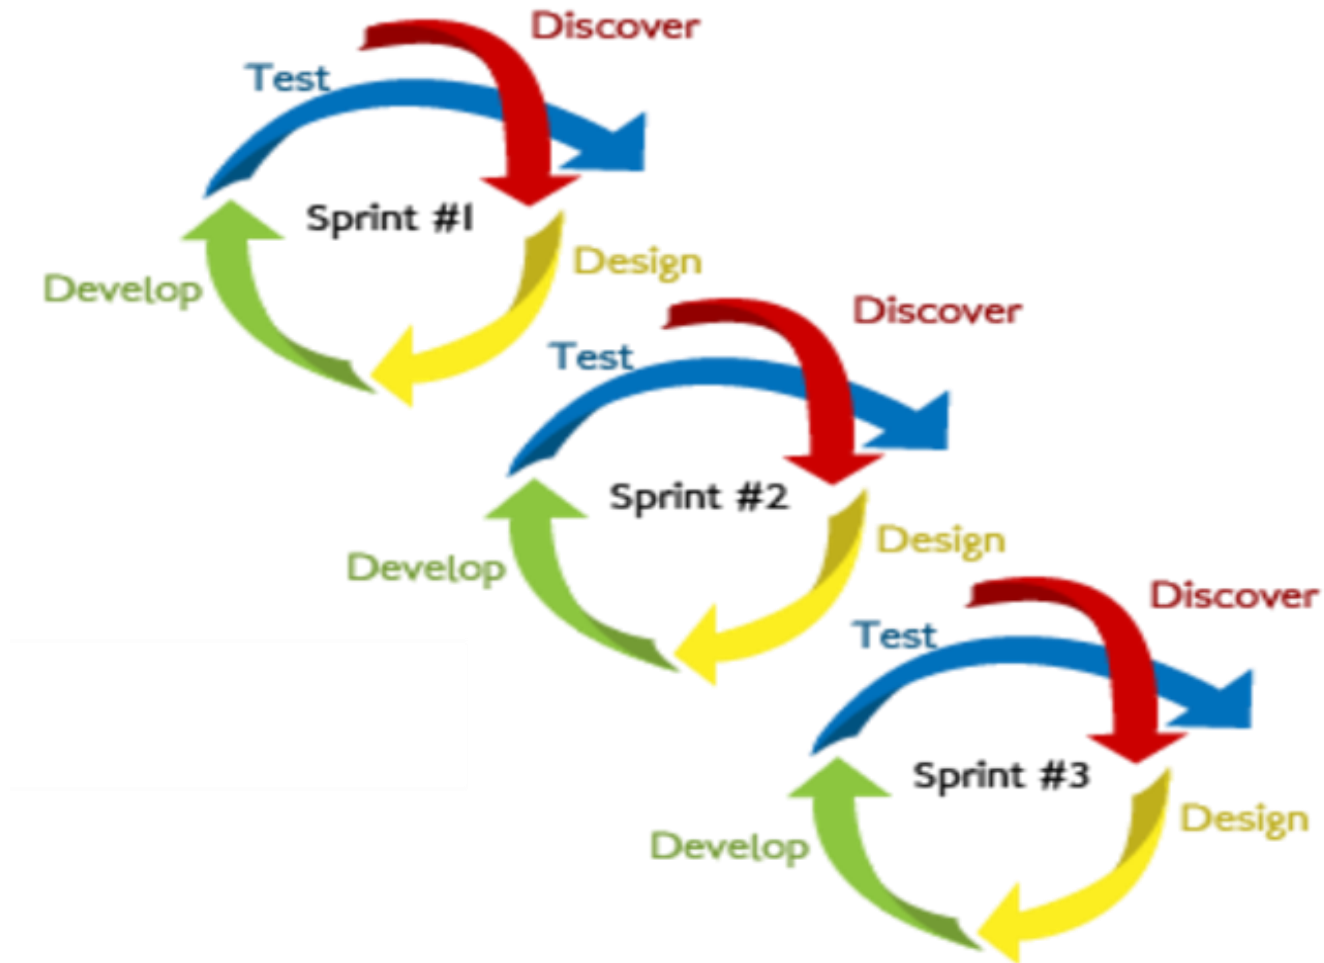 Discover
Test
Sprint #1
Design
Develop
Discover
Test
Sprint #2
Design
Develop
Discover
Test
Sprint #3
Design
Develop